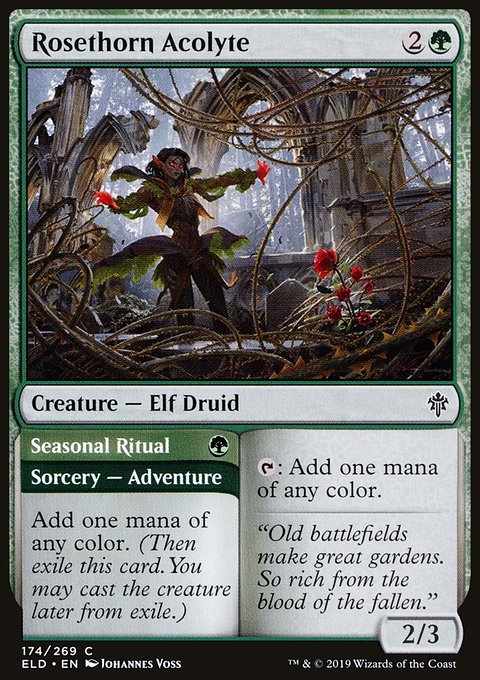 Rosethorn Acolyte 2
Creature — Elf Druid
Seasonal Ritual
Sorcery — Adventure
Add one mana of
any color. (Then
exile this card. You
may cast the creature
later from exile.)
: Add one mana
of any color.
“Old battlefields
make great gardens.
So rich from the
blood of the fallen.”
2/3
174/269 C
ELD • EN Johannes Voss
™ & © 2019 Wizards of the Coast